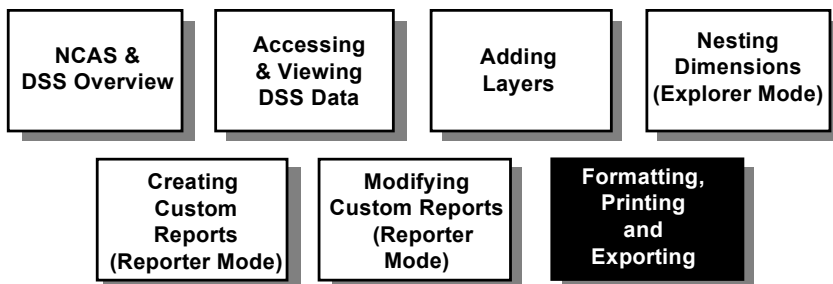 NCAS &
DSS Overview
Accessing
& Viewing
DSS Data
Adding
Layers
Nesting
Dimensions
(Explorer Mode)
Creating
Custom
Reports
(Reporter Mode)
Modifying
Custom Reports
(Reporter
Mode)
Formatting,
Printing
and
Exporting